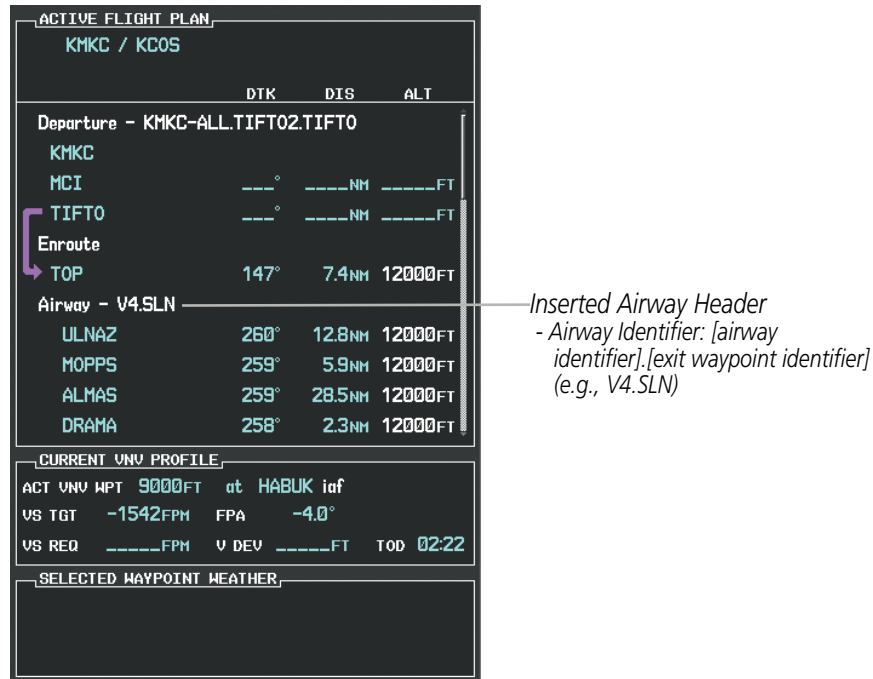 ACTIVE FLIGHT PLAN
KMKC / KCOS
DTK DIS ALT
Departure - KMKC-ALL.TIFTO2.TIFTO
KMKC
MCI ___° ____NM _____FT
TIFTO ___° ____NM _____FT
Enroute
TOP 147° 7.4NM 12000FT
Airway - V4.SLN
ULNAZ 260° 12.8NM 12000FT
MOPPS 259° 5.9NM 12000FT
ALMAS 259° 28.5NM 12000FT
DRAMA 258° 2.3NM 12000FT
Inserted Airway Header
- Airway Identifier: [airway
identifier].[exit waypoint identifier]
(e.g., V4.SLN)
CURRENT VNV PROFILE
ACT VNV WPT 9000FT at HABUK iaf
VS TGT -1542FPM FPA -4.0°
VS REQ _____FPM V DEV _____FT TOD 02:22
SELECTED WAYPOINT WEATHER